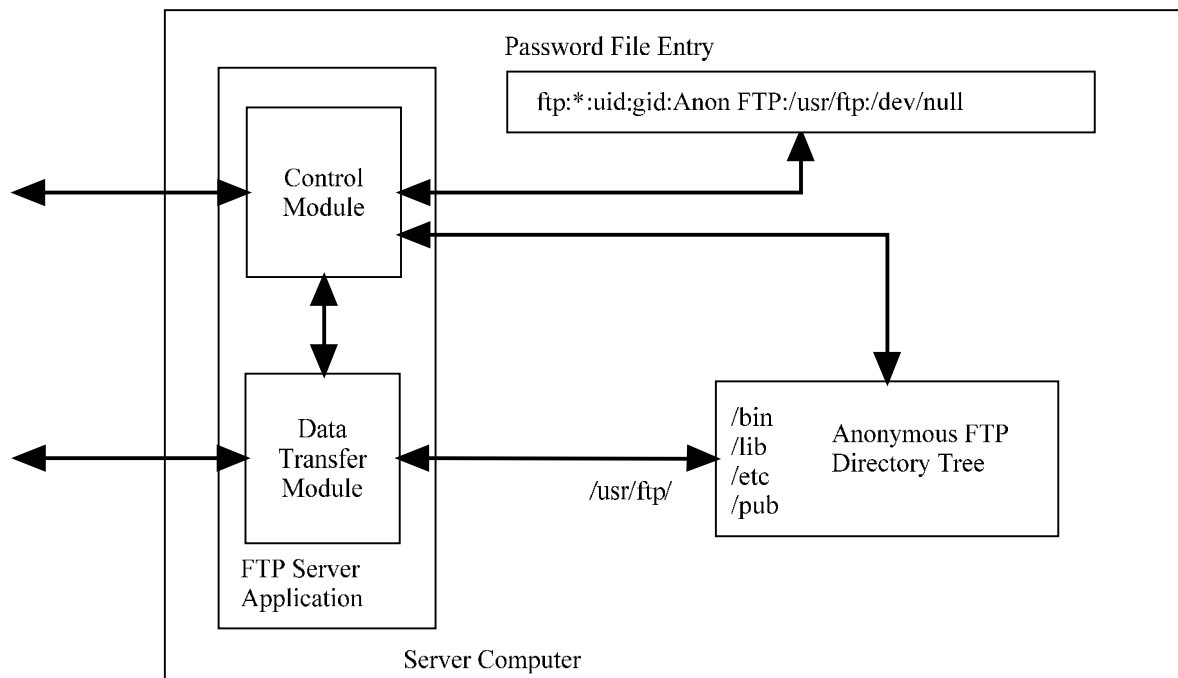 Password File Entry
ftp:*:uid:gid:Anon FTP:/usr/ftp:/dev/null
Control
Module
Data
Transfer
Module
/bin
/lib
/etc
/pub
Anonymous FTP
Directory Tree
/usr/ftp/
FTP Server
Application
Server Computer